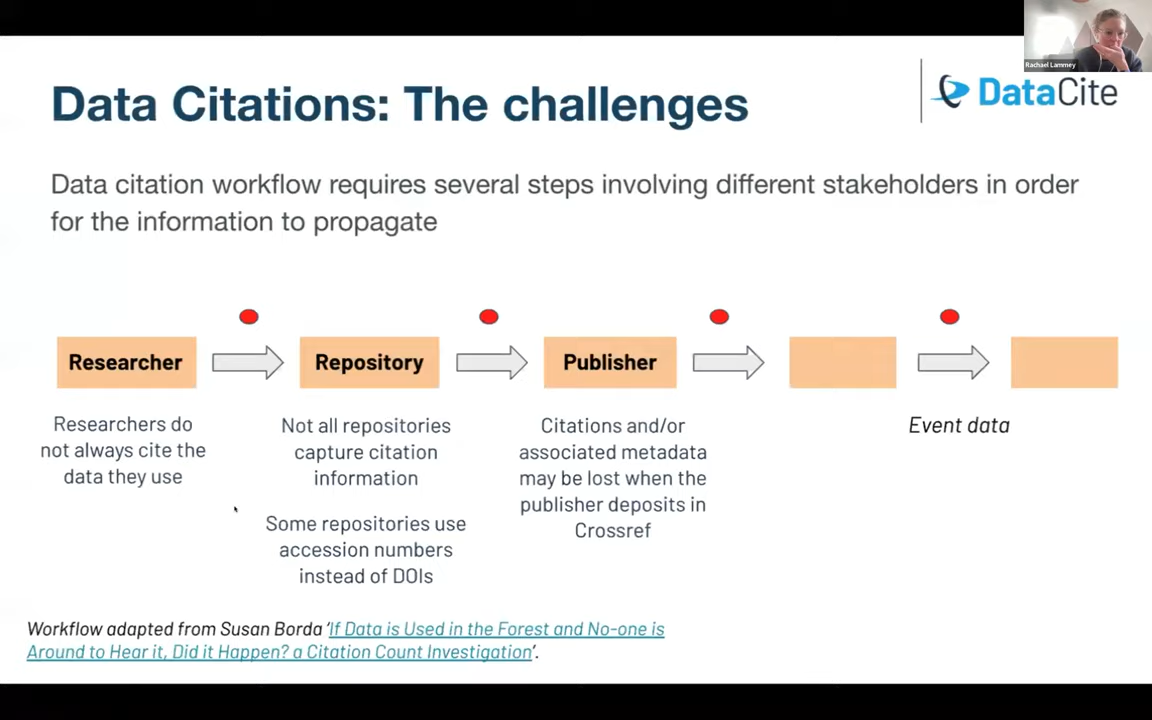 Rachael Lammey
Data Citations: The challenges
DataCite
Data citation workflow requires several steps involving different stakeholders in order
for the information to propagate
Researcher
Repository
Publisher
Researchers do
not always cite the
data they use
Not all repositories
capture citation
information
Some repositories use
accession numbers
instead of DOIs
Citations and/or
associated metadata
may be lost when the
publisher deposits in
Crossref
Event data
Workflow adapted from Susan Borda ‘If Data is Used in the Forest and No-one is
Around to Hear it, Did it Happen? a Citation Count Investigation’.